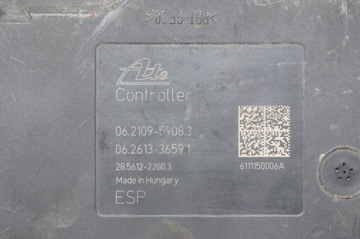 Ate
Controller
06.2109-5908.3
06.2613-3659.1
28.5612-2200.3
Made in Hungary
6111150006A
ESP